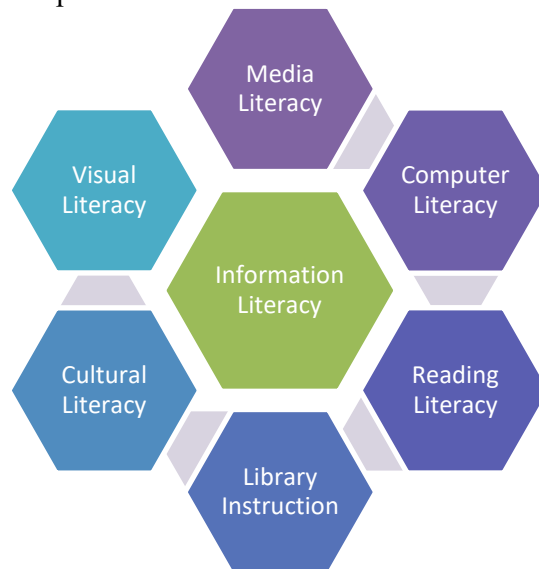 Media
Literacy
Visual
Literacy
Computer
Literacy
Information
Literacy
Cultural
Literacy
Reading
Literacy
Library
Instruction